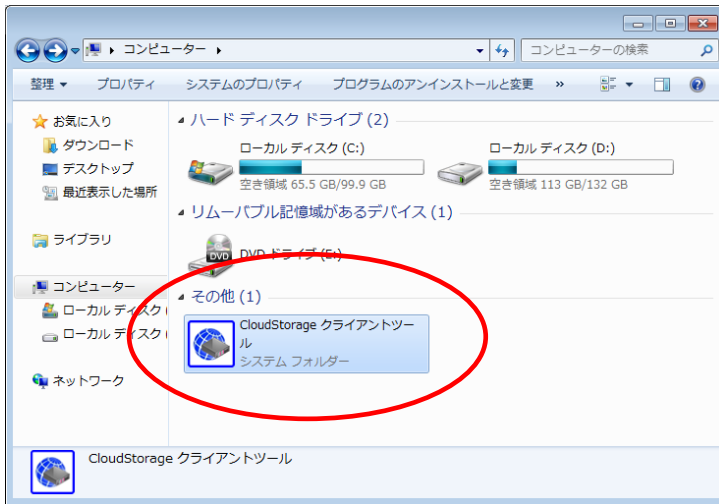 コンピューター
コンピューターの検索
整理 プロパティ システムのプロパティ プログラムのアンインストールと変更 »
お気に入り
ダウンロード
デスクトップ
最近表示した場所
ライブラリ
コンピューター
ローカル ディスク (
ローカル ディスク (
ネットワーク
ハード ディスク ドライブ (2)
ローカル ディスク (C:)
空き領域 65.5 GB/99.9 GB
ローカル ディスク (D:)
空き領域 113 GB/132 GB
リムーバブル記憶域があるデバイス (1)
DVD
DVD ドライブ (E:)
その他 (1)
CloudStorage クライアントツー
ル
システム フォルダー
CloudStorage クライアントツール